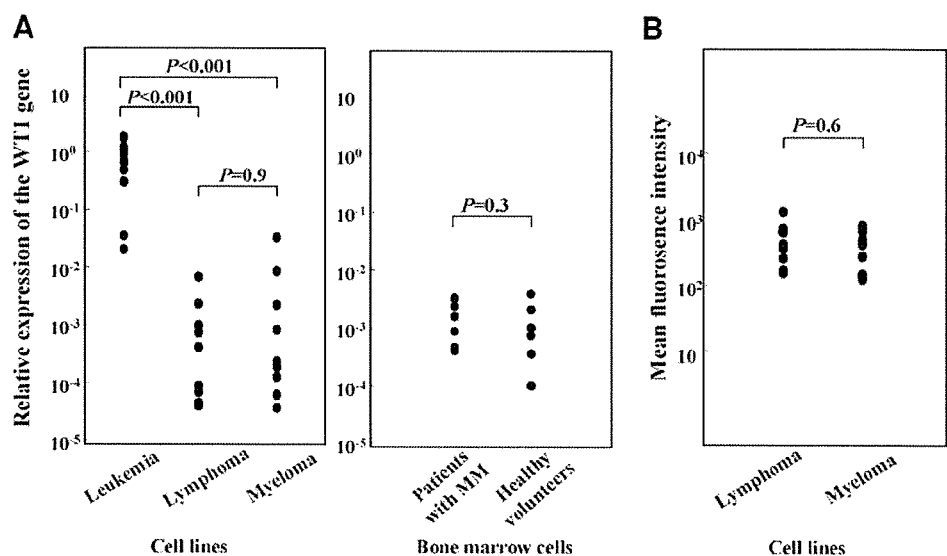 A
Relative expression of the WT1 gene
10
10⁰
10⁻¹
10⁻²
10⁻³
10⁻⁴
10⁻⁵
P<0.001
P<0.001
P=0.9
Leukemia
Lymphoma
Myeloma
Cell lines
10
10⁰
10⁻¹
10⁻²
10⁻³
10⁻⁴
10⁻⁵
P=0.3
Patients
with MM
Healthy
volunteers
Bone marrow cells
B
Mean fluorosence intensity
10⁴
10³
10²
10
P=0.6
Lymphoma
Myeloma
Cell lines